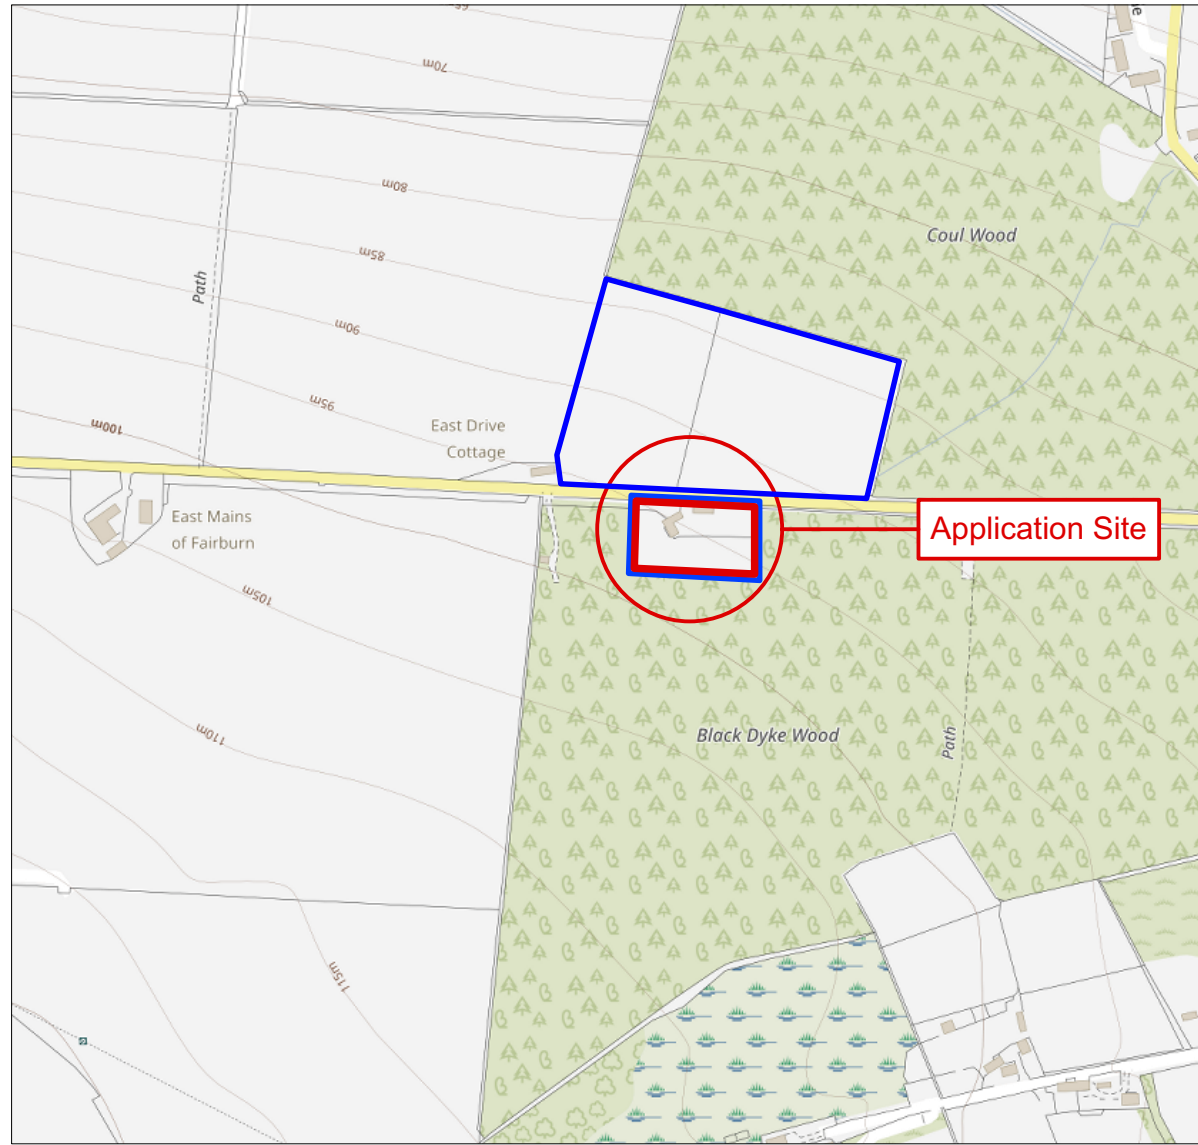 70m
80m
Coul Wood
85m
Path
90m
95m
100m
East Drive
Cottage
Application Site
East Mains
of Fairburn
105m
110m
Black Dyke Wood
Path
115m